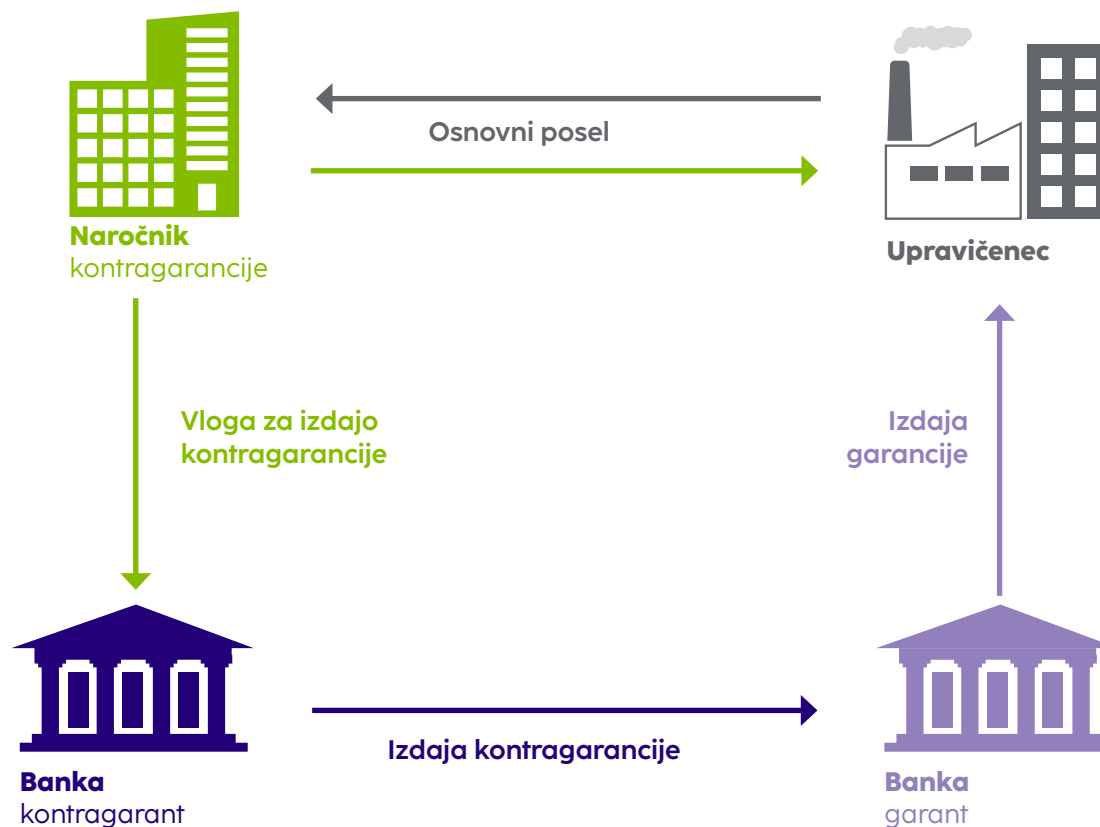 Osnovni posel
Naročnik
kontragarancije
Upravičenec
Vloga za izdajo
kontragarancije
Izdaja
garancije
Izdaja kontragarancije
Banka
kontragarant
Banka
garant